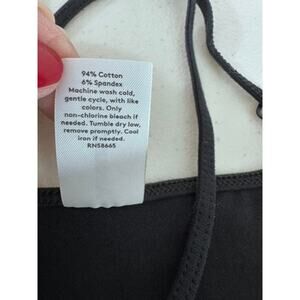 94% Cotton
6% Spandex
Machine wash cold,
gentle cycle, with like
colors. Only
non-chlorine bleach if
needed. Tumble dry low,
remove promptly. Cool
iron if needed.
RN58665